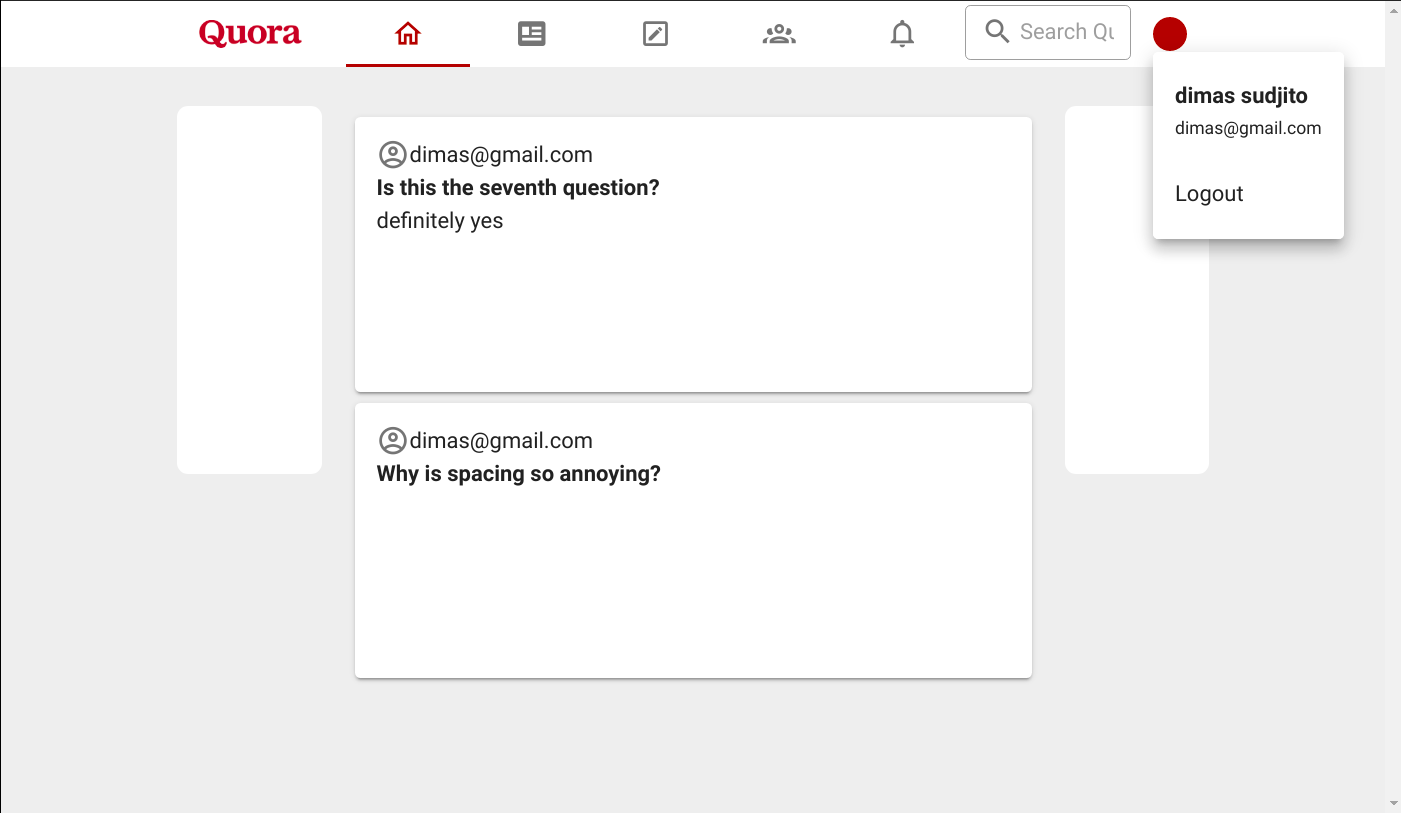 Quora
Search Qu
dimas sudjito
dimas@gmail.com
Logout
dimas@gmail.com
Is this the seventh question?
definitely yes
dimas@gmail.com
Why is spacing so annoying?